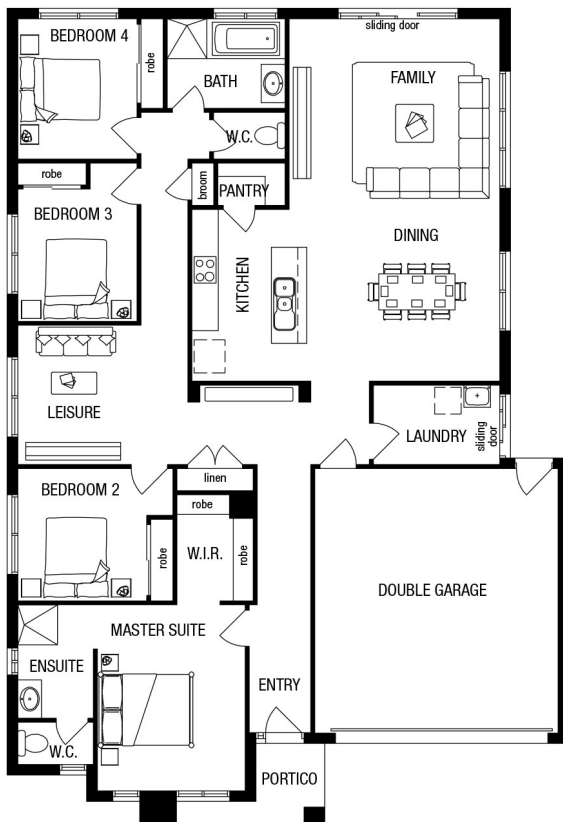 sliding door
BEDROOM 4
robe
BATH
FAMILY
W.C.
robe
broom
PANTRY
BEDROOM 3
DINING
KITCHEN
LEISURE
LAUNDRY
sliding
door
linen
BEDROOM 2
robe
robe
W.I.R.
robe
DOUBLE GARAGE
MASTER SUITE
ENSUITE
ENTRY
W.C.
PORTICO